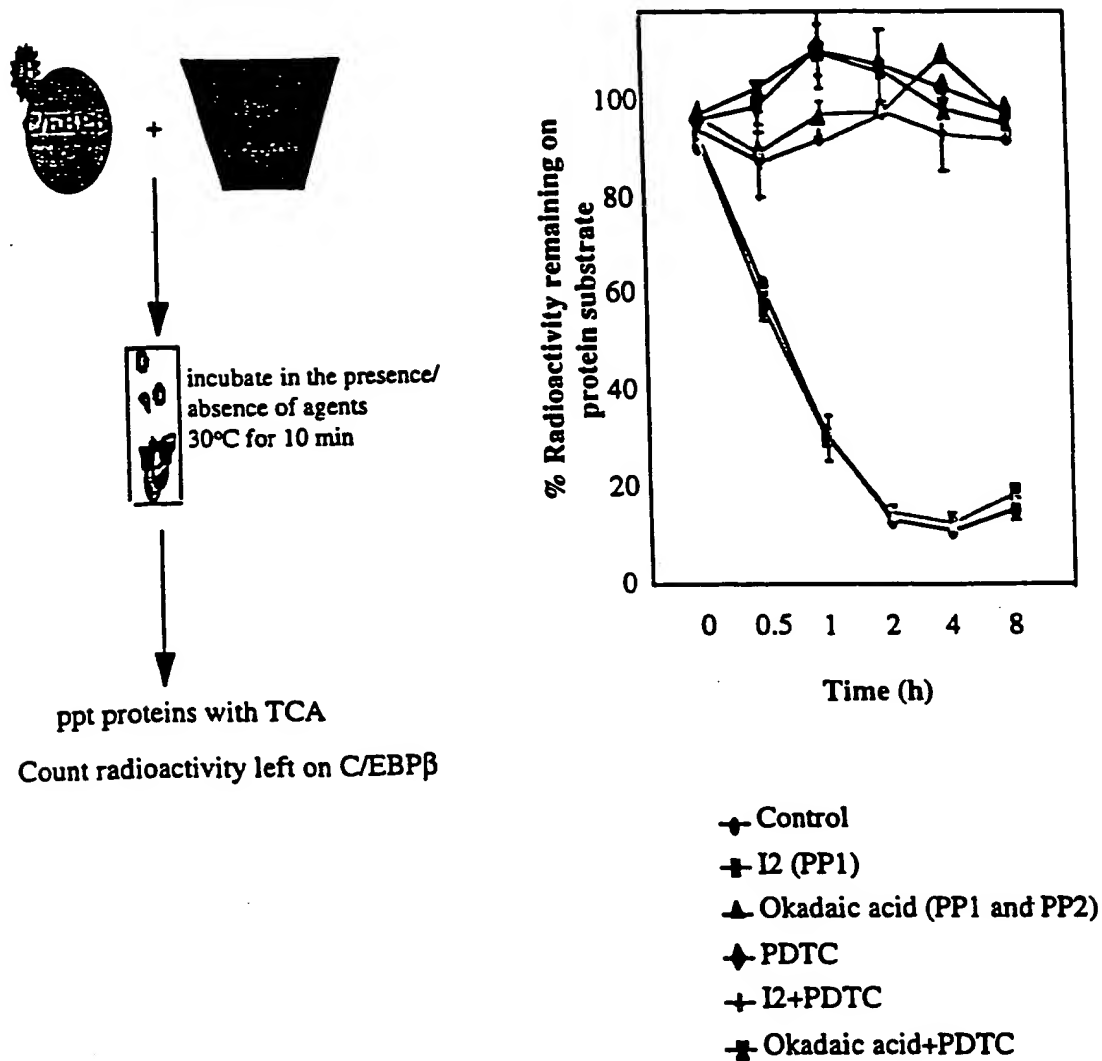 C/EBPβ
+
incubate in the presence/
absence of agents
30°C for 10 min
ppt proteins with TCA
Count radioactivity left on C/EBPβ
% Radioactivity remaining on
protein substrate
100
80
60
40
20
0
0 0.5 1 2 4 8
Time (h)
Control
I2 (PP1)
Okadaic acid (PP1 and PP2)
PDTC
I2+PDTC
Okadaic acid+PDTC